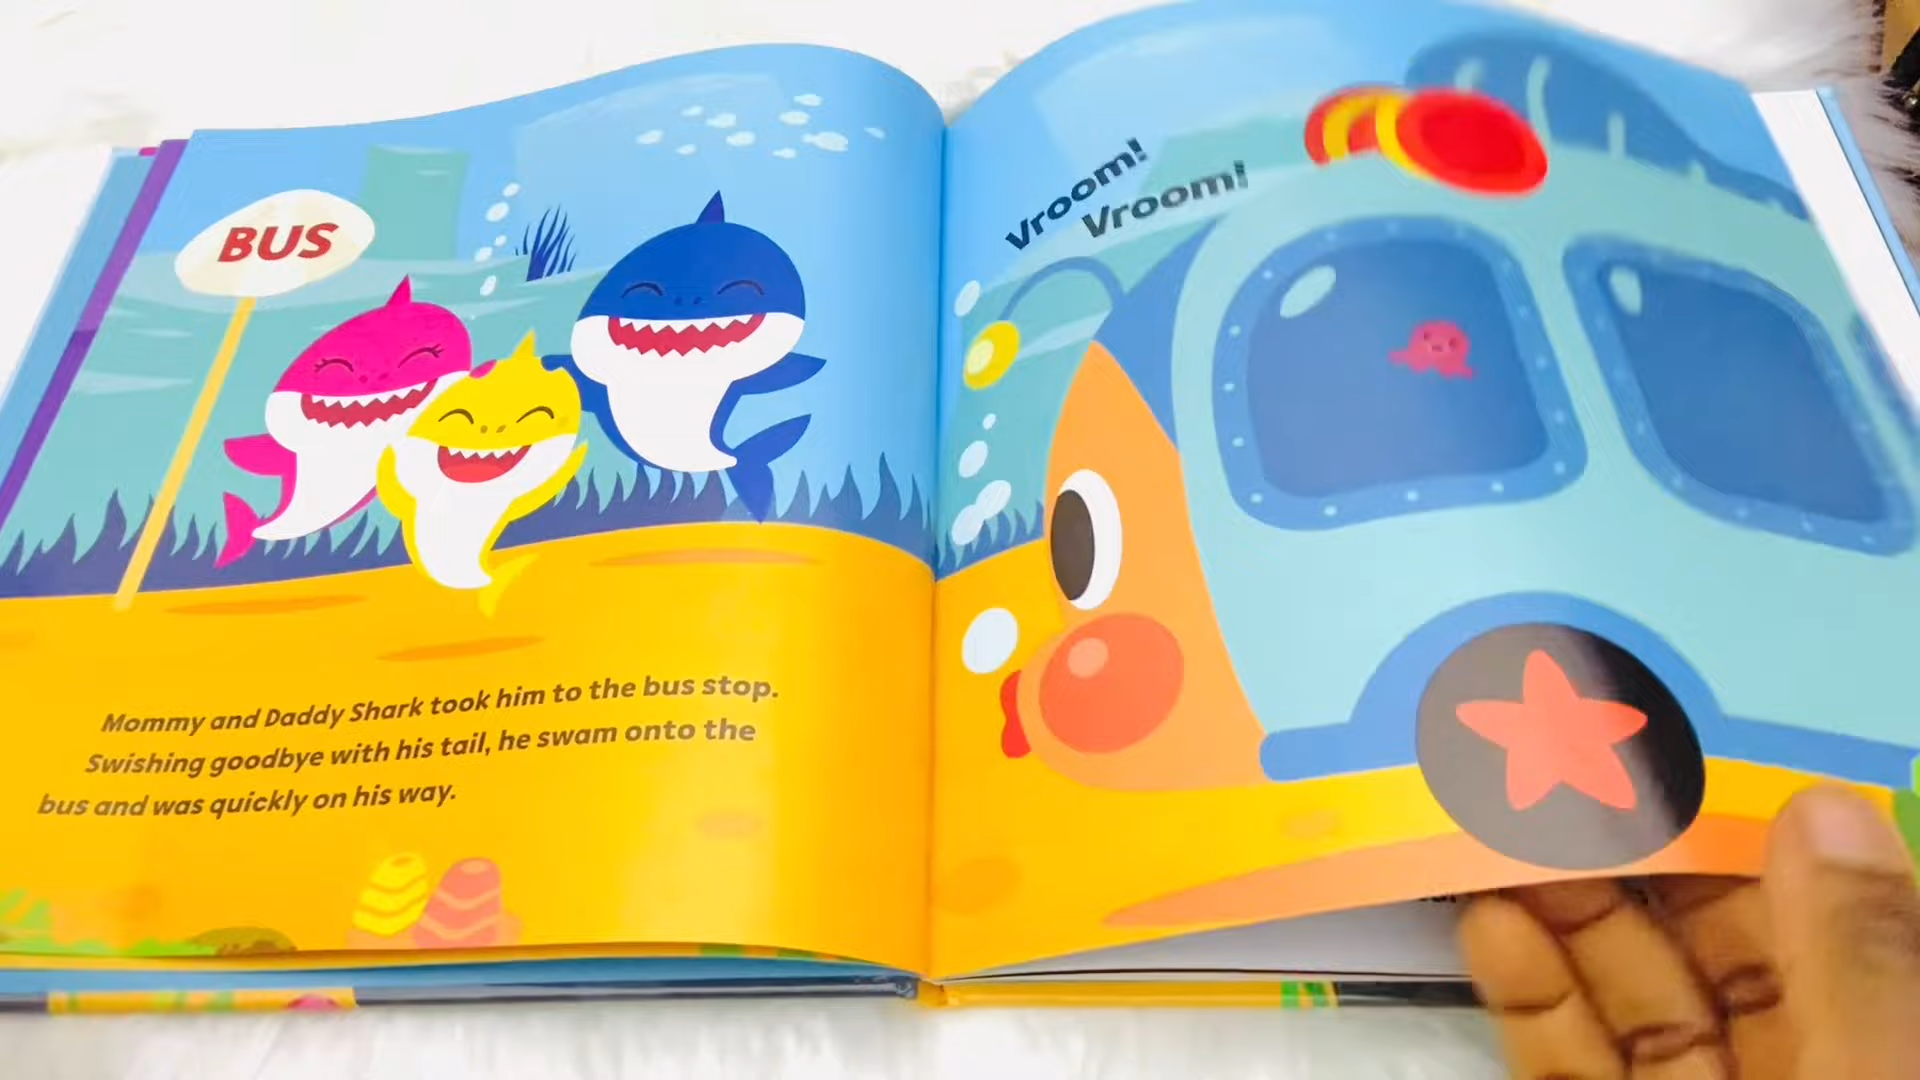 BUS
Mommy and Daddy Shark took him to the bus stop.
Swishing goodbye with his tail, he swam onto the
bus and was quickly on his way.
Vroom!
Vroom!